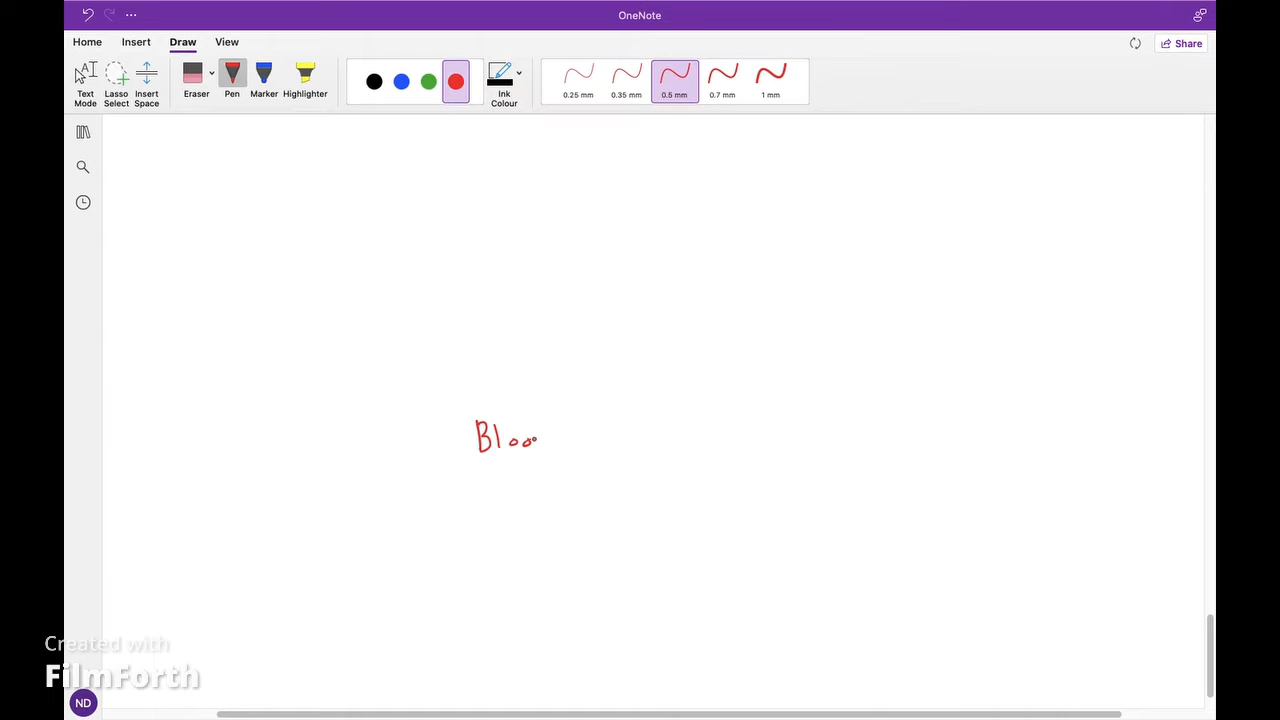 OneNote
Home Insert Draw View Share
Text Mode Lasso Select Insert Space Eraser Pen Marker Highlighter Ink Colour 0.25 mm 0.35 mm 0.5 mm 0.7 mm 1 mm
Bloo
Created with
FilmForth
ND